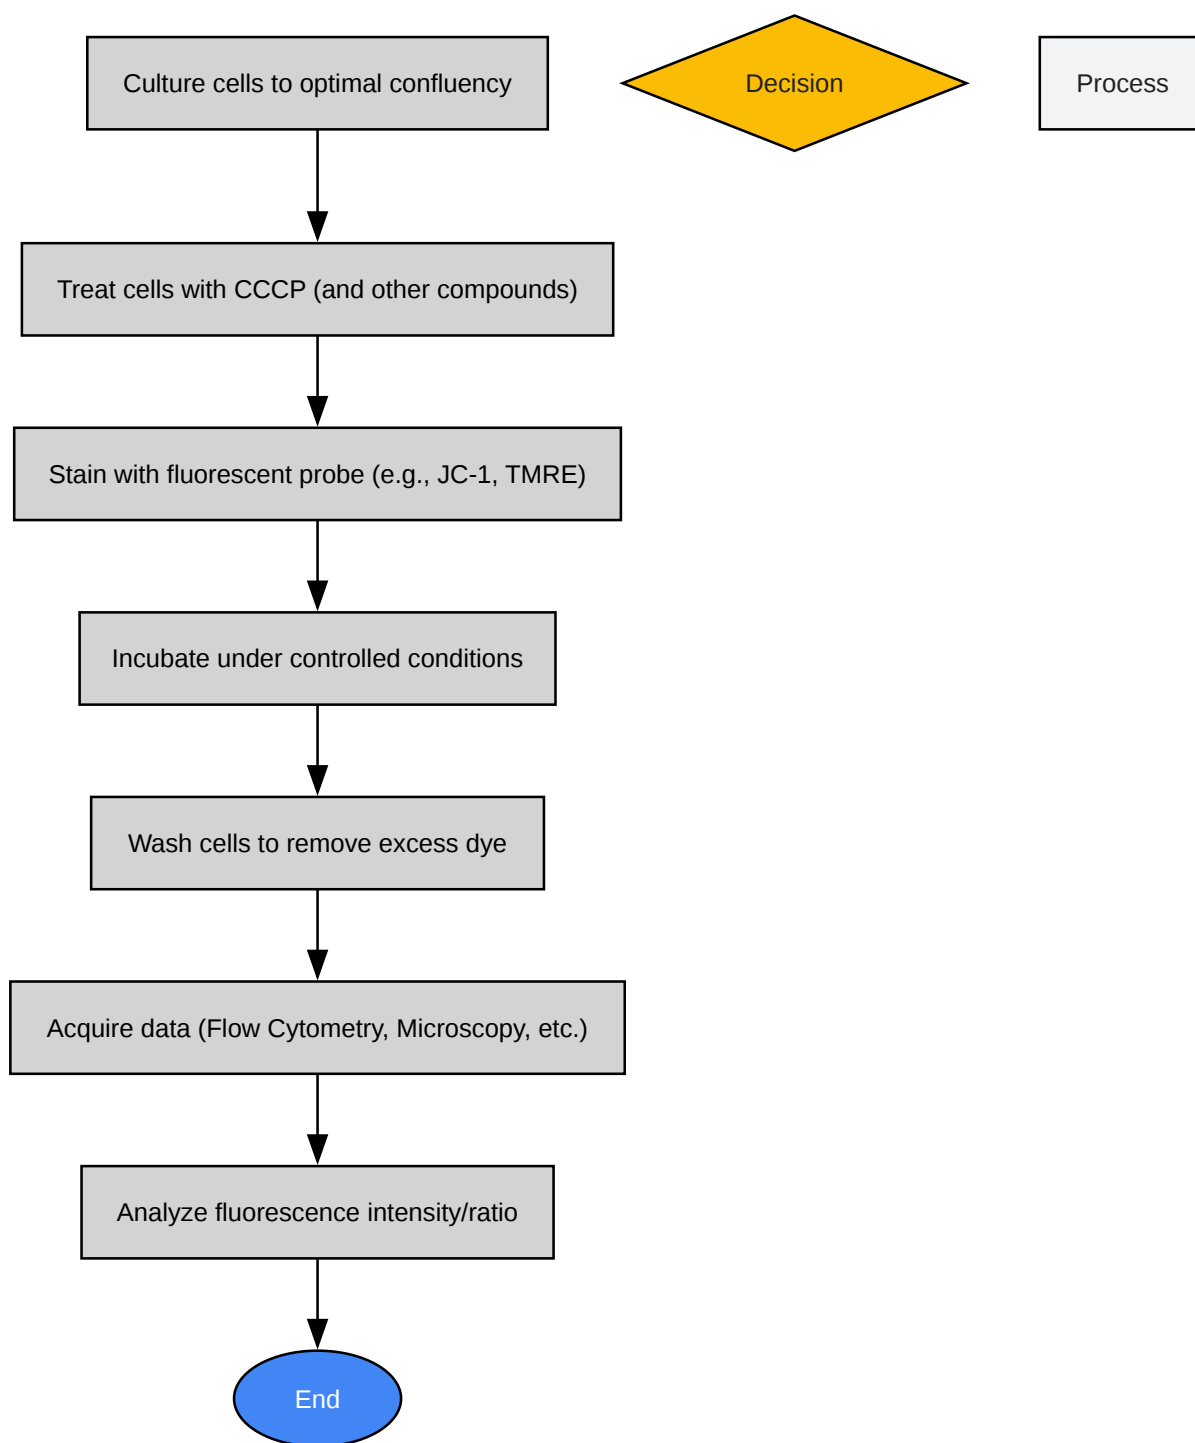 Culture cells to optimal confluency
Decision
Process
Treat cells with CCCP (and other compounds)
Stain with fluorescent probe (e.g., JC-1, TMRE)
Incubate under controlled conditions
Wash cells to remove excess dye
Acquire data (Flow Cytometry, Microscopy, etc.)
Analyze fluorescence intensity/ratio
End